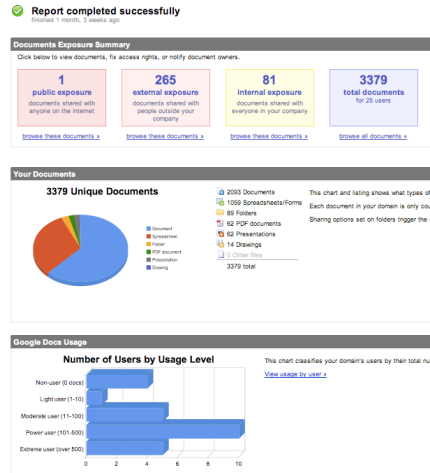 Report completed successfully
finished 1 month, 3 weeks ago
Documents Exposure Summary
Click below to view documents, fix access rights, or notify document owners.
1
public exposure
documents shared with
anyone on the internet
browse these documents »
265
external exposure
documents shared with
people outside your
company
browse these documents »
81
internal exposure
documents shared with
everyone in your company
browse these documents »
3379
total documents
for 25 users
browse all documents »
Your Documents
3379 Unique Documents
Document
Spreadsheet
Folder
PDF document
Presentation
Drawing
2093 Documents
1059 Spreadsheets/Forms
89 Folders
62 PDF documents
62 Presentations
14 Drawings
0 Other files
3379 total
This chart and listing shows what types of
Each document in your domain is only cou
Sharing options set on folders trigger the
Google Docs Usage
Number of Users by Usage Level
Non-user (0 docs)
Light user (1-10)
Moderate user (11-100)
Power user (101-500)
Extreme user (over 500)
0 2 4 6 8 10
This chart classifies your domain's users by their total nu
View usage by user »